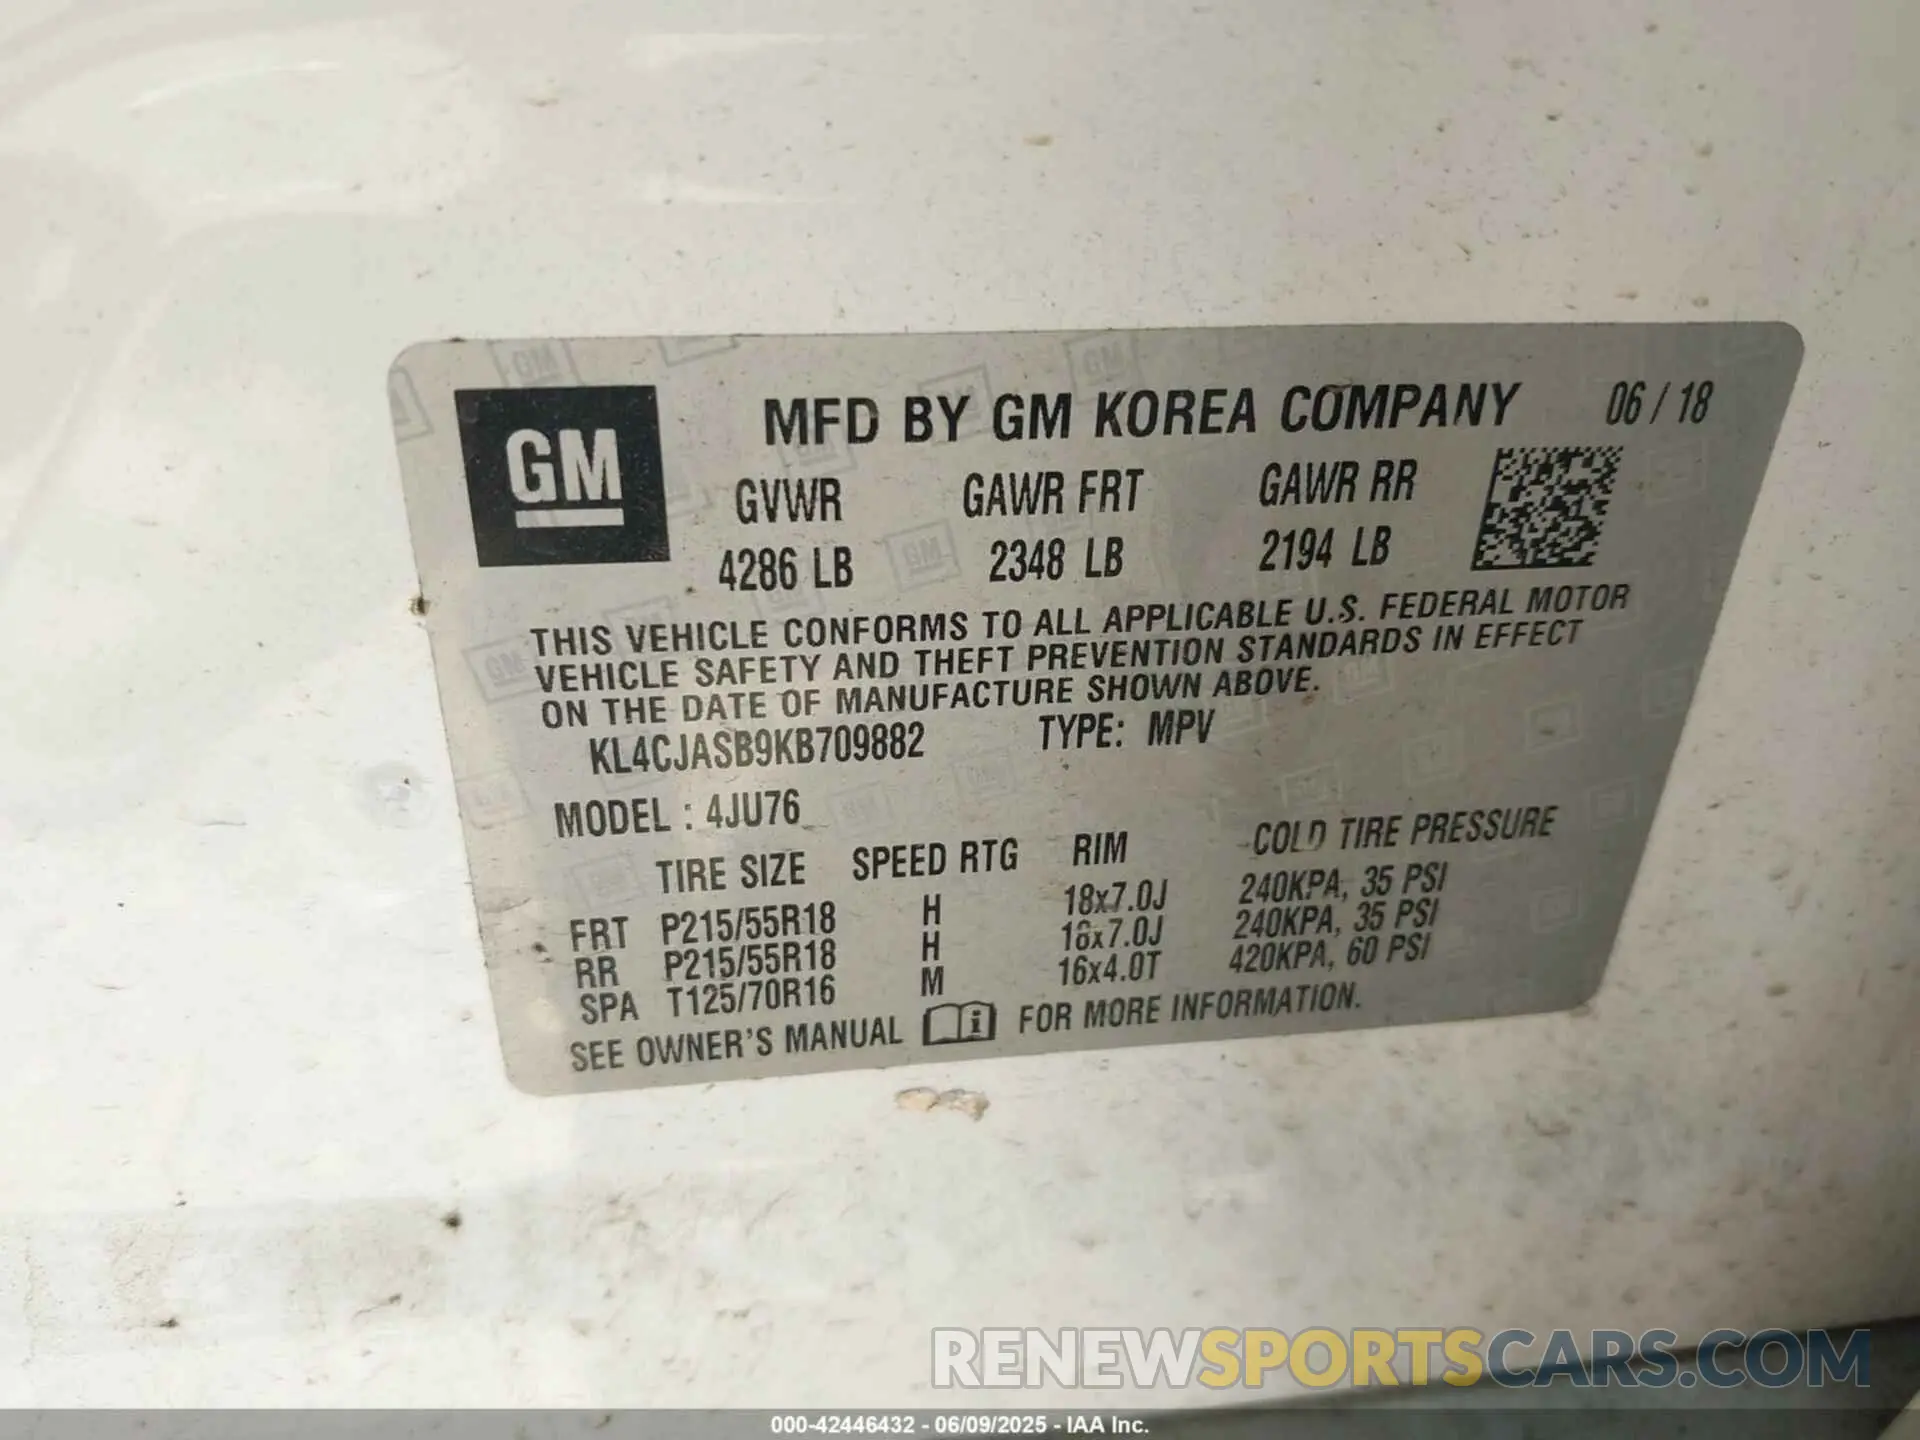 GM
MFD BY GM KOREA COMPANY 06 / 18
GVWR GAWR FRT GAWR RR
4286 LB 2348 LB 2194 LB
THIS VEHICLE CONFORMS TO ALL APPLICABLE U.S. FEDERAL MOTOR
VEHICLE SAFETY AND THEFT PREVENTION STANDARDS IN EFFECT
ON THE DATE OF MANUFACTURE SHOWN ABOVE.
KL4CJASB9KB709882 TYPE: MPV
MODEL : 4JU76
TIRE SIZE SPEED RTG RIM COLD TIRE PRESSURE
FRT P215/55R18 H 18x7.0J 240KPA, 35 PSI
RR P215/55R18 H 18x7.0J 240KPA, 35 PSI
SPA T125/70R16 M 16x4.0T 420KPA, 60 PSI
SEE OWNER'S MANUAL i FOR MORE INFORMATION.
RENEWSPORTSCARS.COM
000-42446432 - 06/09/2025 - IAA Inc.